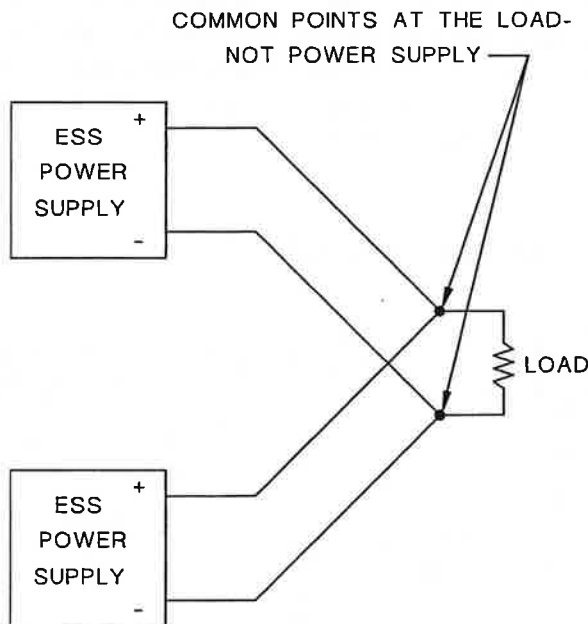 COMMON POINTS AT THE LOAD-
NOT POWER SUPPLY
+
ESS
POWER
SUPPLY
-
LOAD
+
ESS
POWER
SUPPLY
-